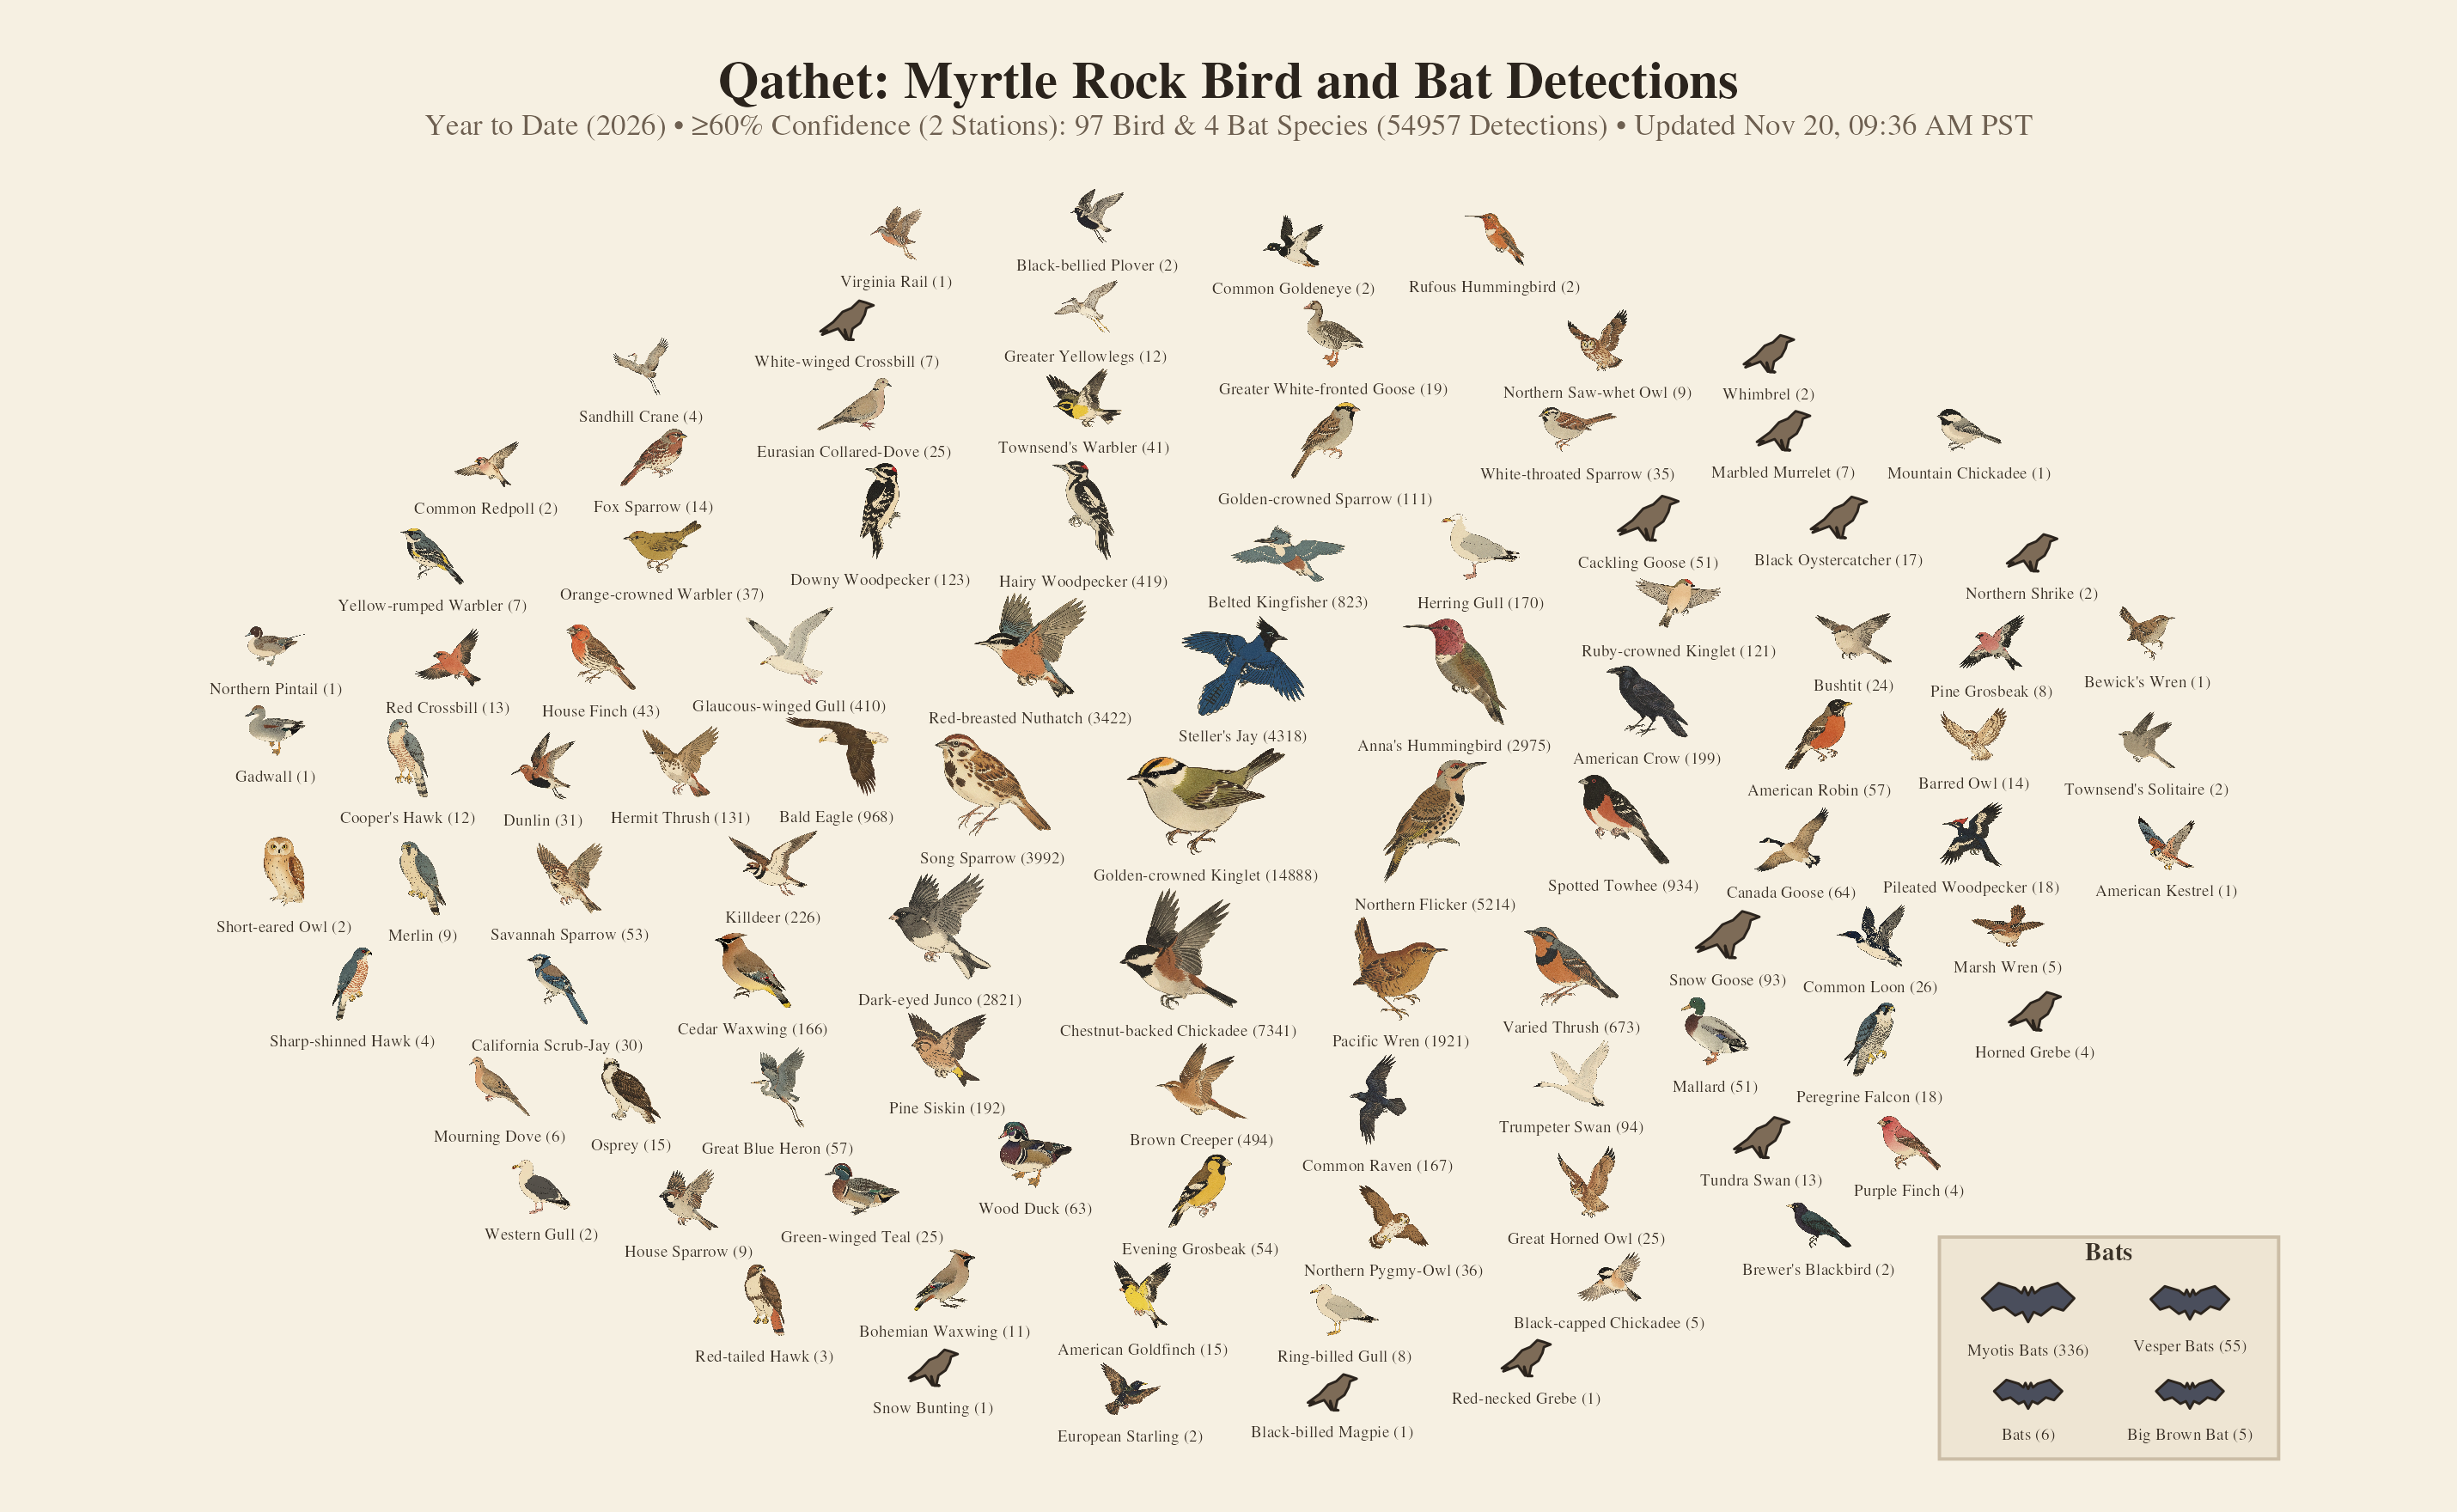 Qathet: Myrtle Rock Bird and Bat Detections
Year to Date (2026) • ≥60% Confidence (2 Stations): 97 Bird & 4 Bat Species (54957 Detections) • Updated Nov 20, 09:36 AM PST
Virginia Rail (1)
Black-bellied Plover (2)
Common Goldeneye (2)
Rufous Hummingbird (2)
White-winged Crossbill (7)
Greater Yellowlegs (12)
Greater White-fronted Goose (19)
Northern Saw-whet Owl (9)
Whimbrel (2)
Sandhill Crane (4)
Eurasian Collared-Dove (25)
Townsend's Warbler (41)
Golden-crowned Sparrow (111)
White-throated Sparrow (35)
Marbled Murrelet (7)
Mountain Chickadee (1)
Common Redpoll (2)
Fox Sparrow (14)
Downy Woodpecker (123)
Hairy Woodpecker (419)
Belted Kingfisher (823)
Herring Gull (170)
Cackling Goose (51)
Black Oystercatcher (17)
Northern Shrike (2)
Yellow-rumped Warbler (7)
Orange-crowned Warbler (37)
Ruby-crowned Kinglet (121)
Bushtit (24)
Pine Grosbeak (8)
Bewick's Wren (1)
Northern Pintail (1)
Red Crossbill (13)
House Finch (43)
Glaucous-winged Gull (410)
Red-breasted Nuthatch (3422)
Steller's Jay (4318)
Anna's Hummingbird (2975)
American Crow (199)
American Robin (57)
Barred Owl (14)
Townsend's Solitaire (2)
Gadwall (1)
Cooper's Hawk (12)
Dunlin (31)
Hermit Thrush (131)
Bald Eagle (968)
Song Sparrow (3992)
Golden-crowned Kinglet (14888)
Northern Flicker (5214)
Spotted Towhee (934)
Canada Goose (64)
Pileated Woodpecker (18)
American Kestrel (1)
Short-eared Owl (2)
Merlin (9)
Savannah Sparrow (53)
Killdeer (226)
Dark-eyed Junco (2821)
Chestnut-backed Chickadee (7341)
Pacific Wren (1921)
Varied Thrush (673)
Snow Goose (93)
Common Loon (26)
Marsh Wren (5)
Sharp-shinned Hawk (4)
California Scrub-Jay (30)
Cedar Waxwing (166)
Mallard (51)
Peregrine Falcon (18)
Horned Grebe (4)
Mourning Dove (6)
Osprey (15)
Great Blue Heron (57)
Pine Siskin (192)
Brown Creeper (494)
Common Raven (167)
Trumpeter Swan (94)
Tundra Swan (13)
Purple Finch (4)
Western Gull (2)
House Sparrow (9)
Green-winged Teal (25)
Wood Duck (63)
Evening Grosbeak (54)
Northern Pygmy-Owl (36)
Great Horned Owl (25)
Brewer's Blackbird (2)
Red-tailed Hawk (3)
Bohemian Waxwing (11)
American Goldfinch (15)
Ring-billed Gull (8)
Black-capped Chickadee (5)
Snow Bunting (1)
European Starling (2)
Black-billed Magpie (1)
Red-necked Grebe (1)
Bats
Myotis Bats (336)
Vesper Bats (55)
Bats (6)
Big Brown Bat (5)